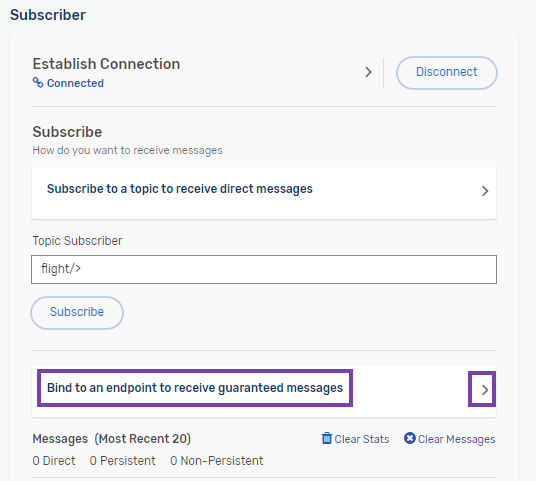 Subscriber
Establish Connection
Connected
Disconnect
Subscribe
How do you want to receive messages
Subscribe to a topic to receive direct messages
Topic Subscriber
flight/>
Subscribe
Bind to an endpoint to receive guaranteed messages
Messages (Most Recent 20) Clear Stats Clear Messages
0 Direct 0 Persistent 0 Non-Persistent